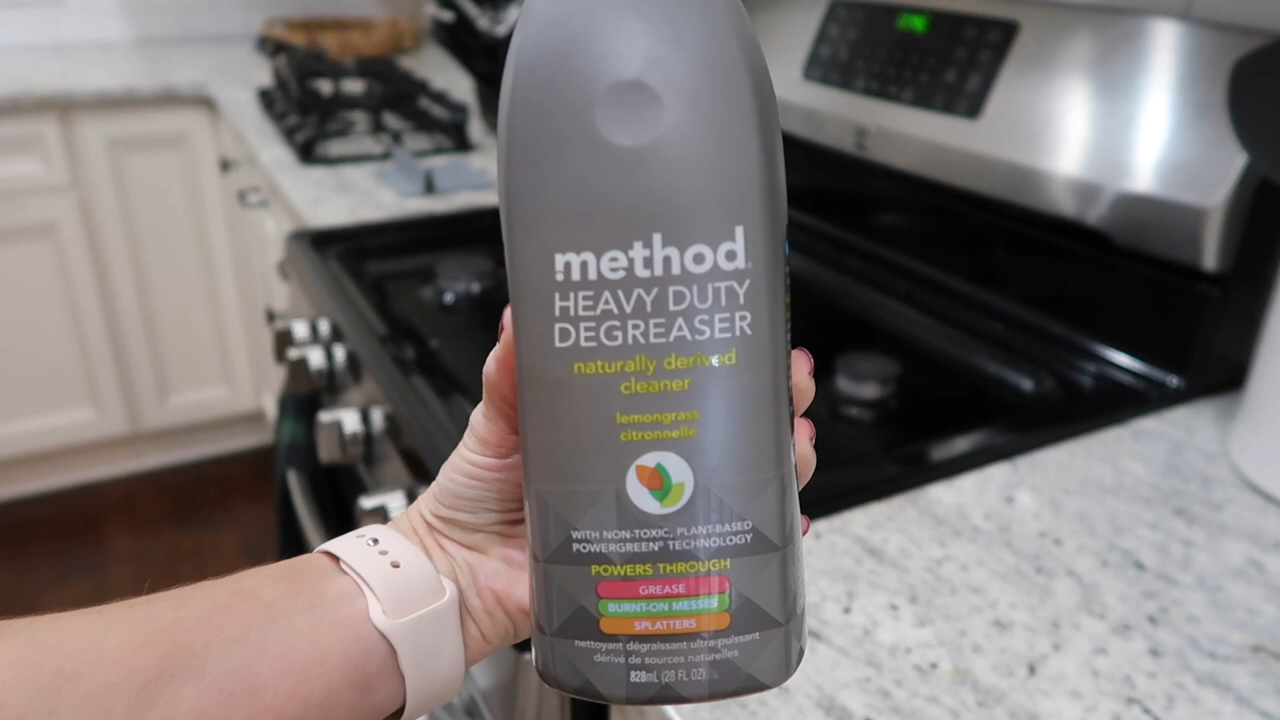 method.
HEAVY DUTY
DEGREASER
naturally derived
cleaner
lemongrass
citronnelle
WITH NON-TOXIC, PLANT-BASED
POWERGREEN® TECHNOLOGY
POWERS THROUGH
GREASE
BURNT-ON MESSES
SPLATTERS
nettoyant dégraissant ultra-puissant
dérivé de sources naturelles
828mL (28 FL OZ)